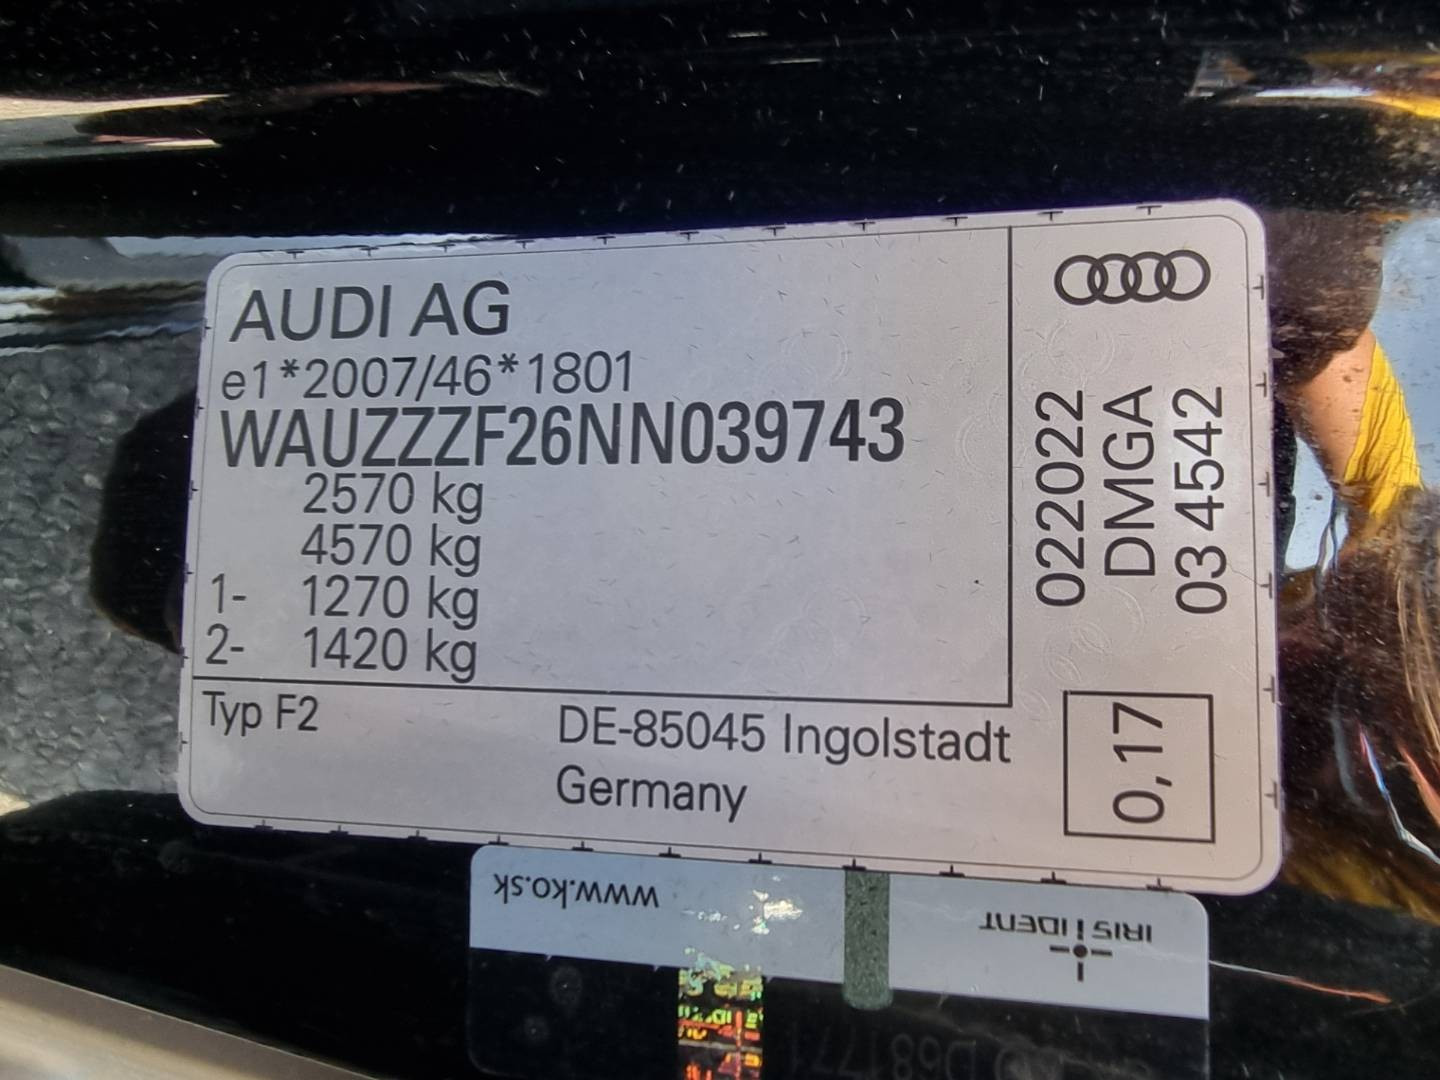 AUDI AG
e1*2007/46*1801
WAUZZZF26NN039743
2570 kg
4570 kg
1- 1270 kg
2- 1420 kg
Typ F2
DE-85045 Ingolstadt
Germany
022022
DMGA
03 4542
0,17
www.ko.sk
IRIS IDENT